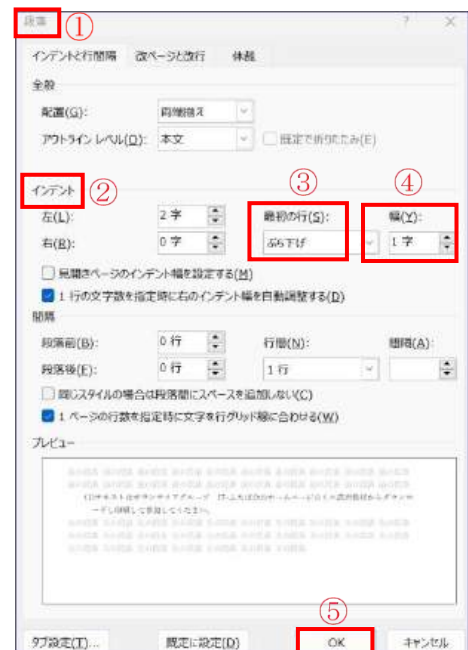 段落 ① ? ×
インデントと行間隔 改ページと改行 体裁
全般
配置(G): 両端揃え
アウトライン レベル(O): 本文 既定で折りたたみ(E)
インデント ② ③ ④
左(L): 2 字 最初の行(S): 幅(Y):
右(R): 0 字 ぶら下げ 1 字
見開きページのインデント幅を設定する(M)
1 行の文字数を指定時に右のインデント幅を自動調整する(D)
間隔
段落前(B): 0 行 行間(N): 間隔(A):
段落後(F): 0 行 1 行
同じスタイルの場合は段落間にスペースを追加しない(C)
1 ページの行数を指定時に文字を行グリッド線に合わせる(W)
プレビュー
⑤
タブ設定(T)... 既定に設定(D) OK キャンセル